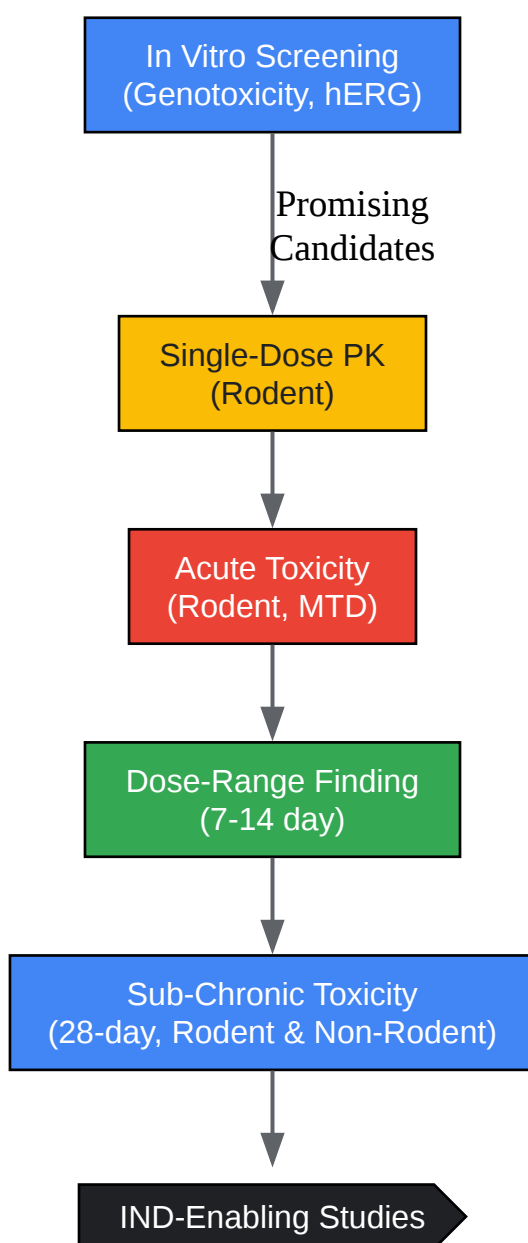 In Vitro Screening
(Genotoxicity, hERG)
Promising
Candidates
Single-Dose PK
(Rodent)
Acute Toxicity
(Rodent, MTD)
Dose-Range Finding
(7-14 day)
Sub-Chronic Toxicity
(28-day, Rodent & Non-Rodent)
IND-Enabling Studies